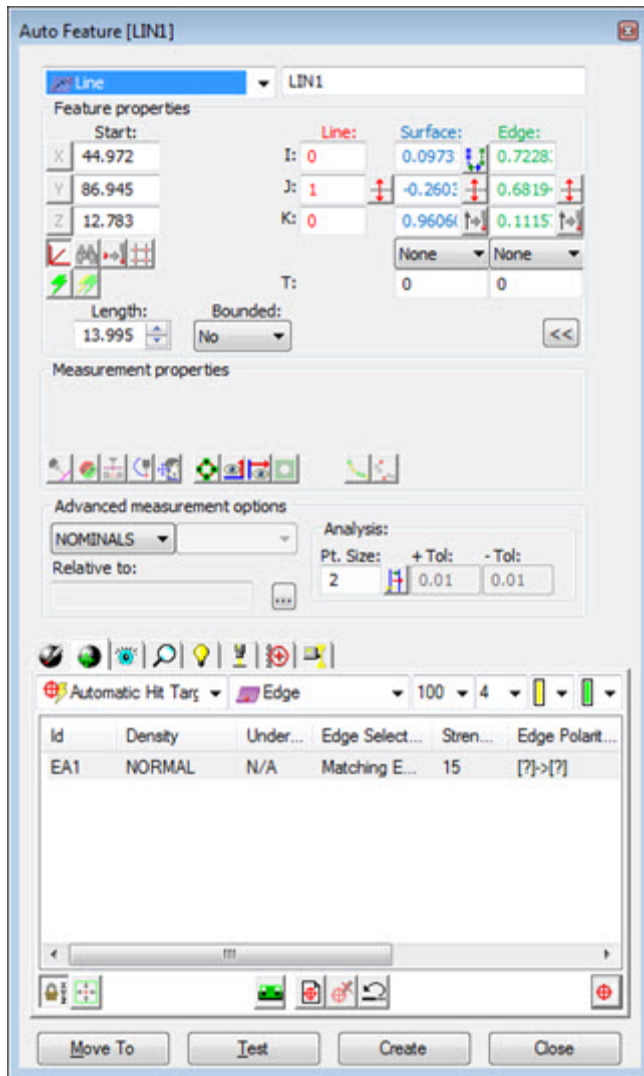 Auto Feature [LIN1]
Line LIN1
Feature properties
Start: Line: Surface: Edge:
X 44.972 I: 0 0.0973 0.7228
Y 86.945 J: 1 -0.2603 0.6819
Z 12.783 K: 0 0.9606 0.1115
None None
T: 0 0
Length: Bounded:
13.995 No <<
Measurement properties
Advanced measurement options
NOMINALS
Analysis:
Relative to:
Pt. Size: + Tol: - Tol:
2 0.01 0.01
...
Automatic Hit Targ Edge 100 4
Id Density Under... Edge Select... Stren... Edge Polarit...
EA1 NORMAL N/A Matching E... 15 [?]->[?]
Move To Test Create Close